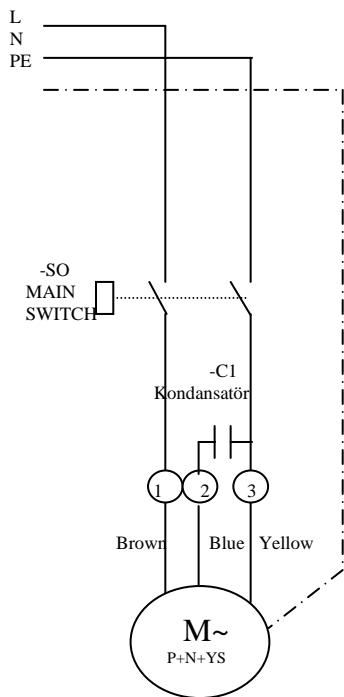 L
N
PE
-SO
MAIN
SWITCH
-C1
Kondansatör
1 2 3
Brown Blue Yellow
M~
P+N+YS